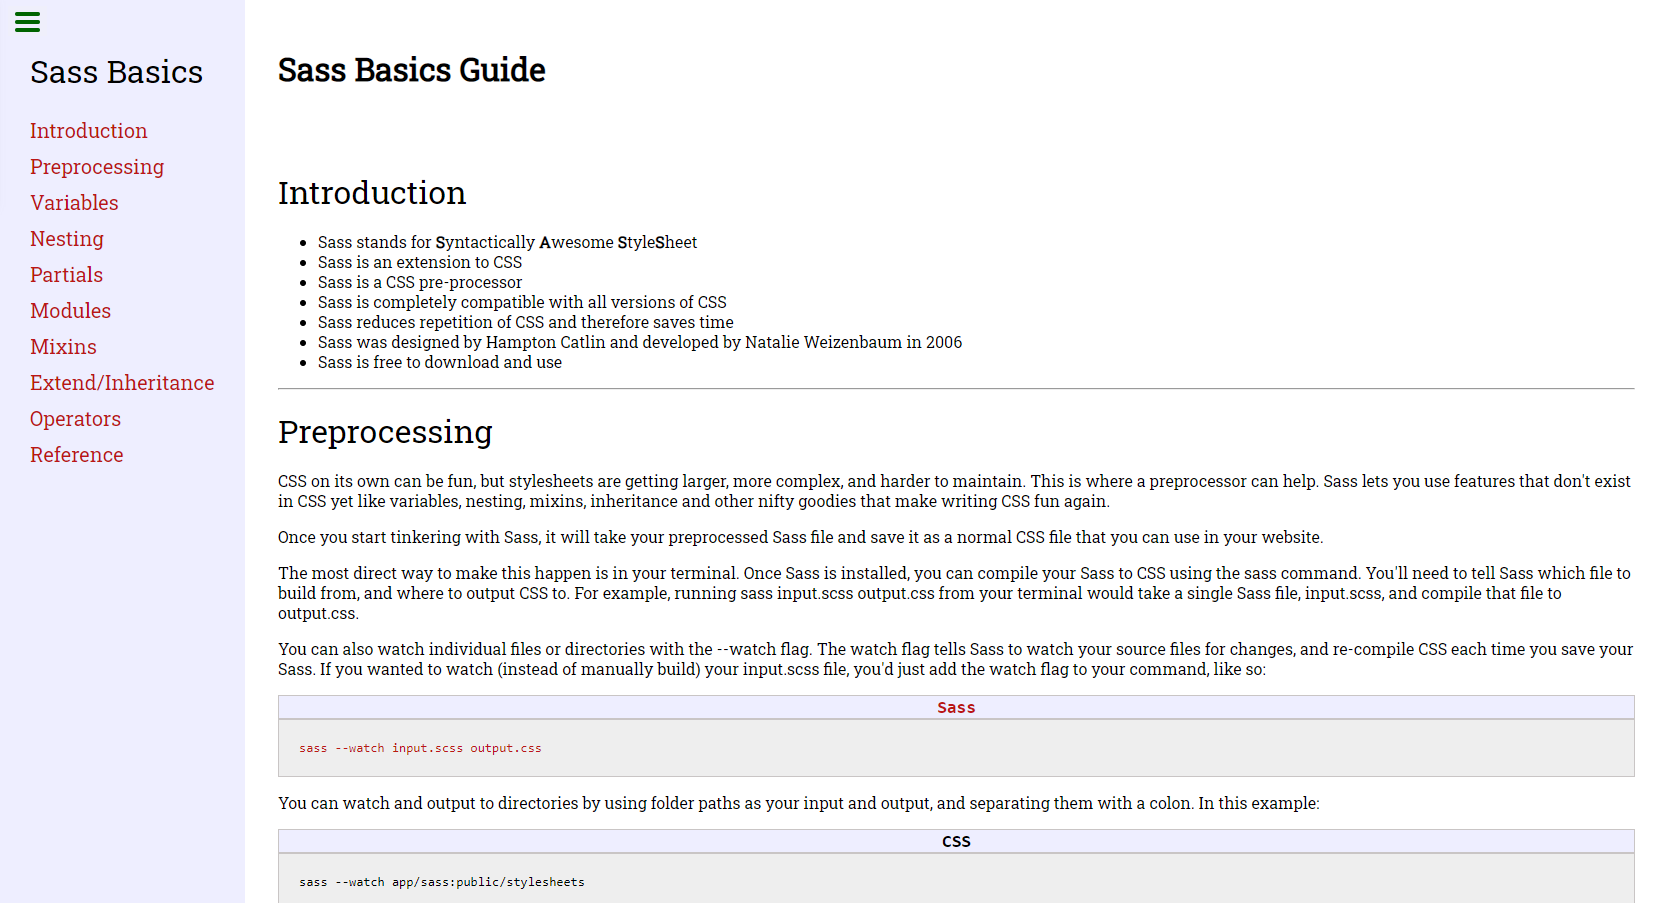 Sass Basics
Introduction
Preprocessing
Variables
Nesting
Partials
Modules
Mixins
Extend/Inheritance
Operators
Reference
Sass Basics Guide
Introduction
Sass stands for Syntactically Awesome StyleSheet
Sass is an extension to CSS
Sass is a CSS pre-processor
Sass is completely compatible with all versions of CSS
Sass reduces repetition of CSS and therefore saves time
Sass was designed by Hampton Catlin and developed by Natalie Weizenbaum in 2006
Sass is free to download and use
Preprocessing
CSS on its own can be fun, but stylesheets are getting larger, more complex, and harder to maintain. This is where a preprocessor can help. Sass lets you use features that don't exist
in CSS yet like variables, nesting, mixins, inheritance and other nifty goodies that make writing CSS fun again.
Once you start tinkering with Sass, it will take your preprocessed Sass file and save it as a normal CSS file that you can use in your website.
The most direct way to make this happen is in your terminal. Once Sass is installed, you can compile your Sass to CSS using the sass command. You'll need to tell Sass which file to
build from, and where to output CSS to. For example, running sass input.scss output.css from your terminal would take a single Sass file, input.scss, and compile that file to
output.css.
You can also watch individual files or directories with the --watch flag. The watch flag tells Sass to watch your source files for changes, and re-compile CSS each time you save your
Sass. If you wanted to watch (instead of manually build) your input.scss file, you'd just add the watch flag to your command, like so:
Sass
sass --watch input.scss output.css
You can watch and output to directories by using folder paths as your input and output, and separating them with a colon. In this example:
CSS
sass --watch app/sass:public/stylesheets